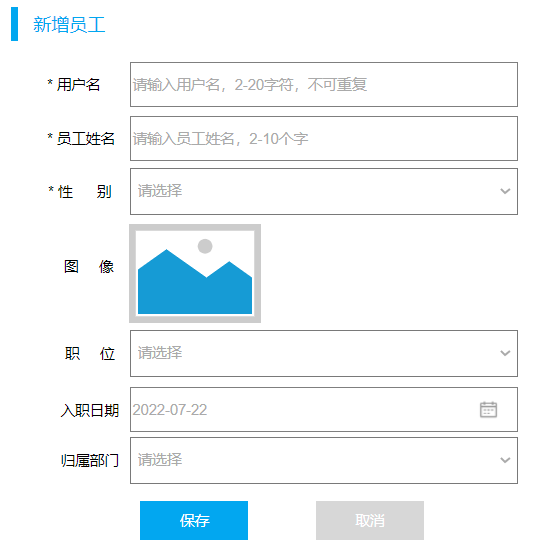 新增员工
* 用户名 请输入用户名，2-20字符，不可重复
* 员工姓名 请输入员工姓名，2-10个字
* 性 别 请选择
图 像
职 位 请选择
入职日期 2022-07-22
归属部门 请选择
保存 取消